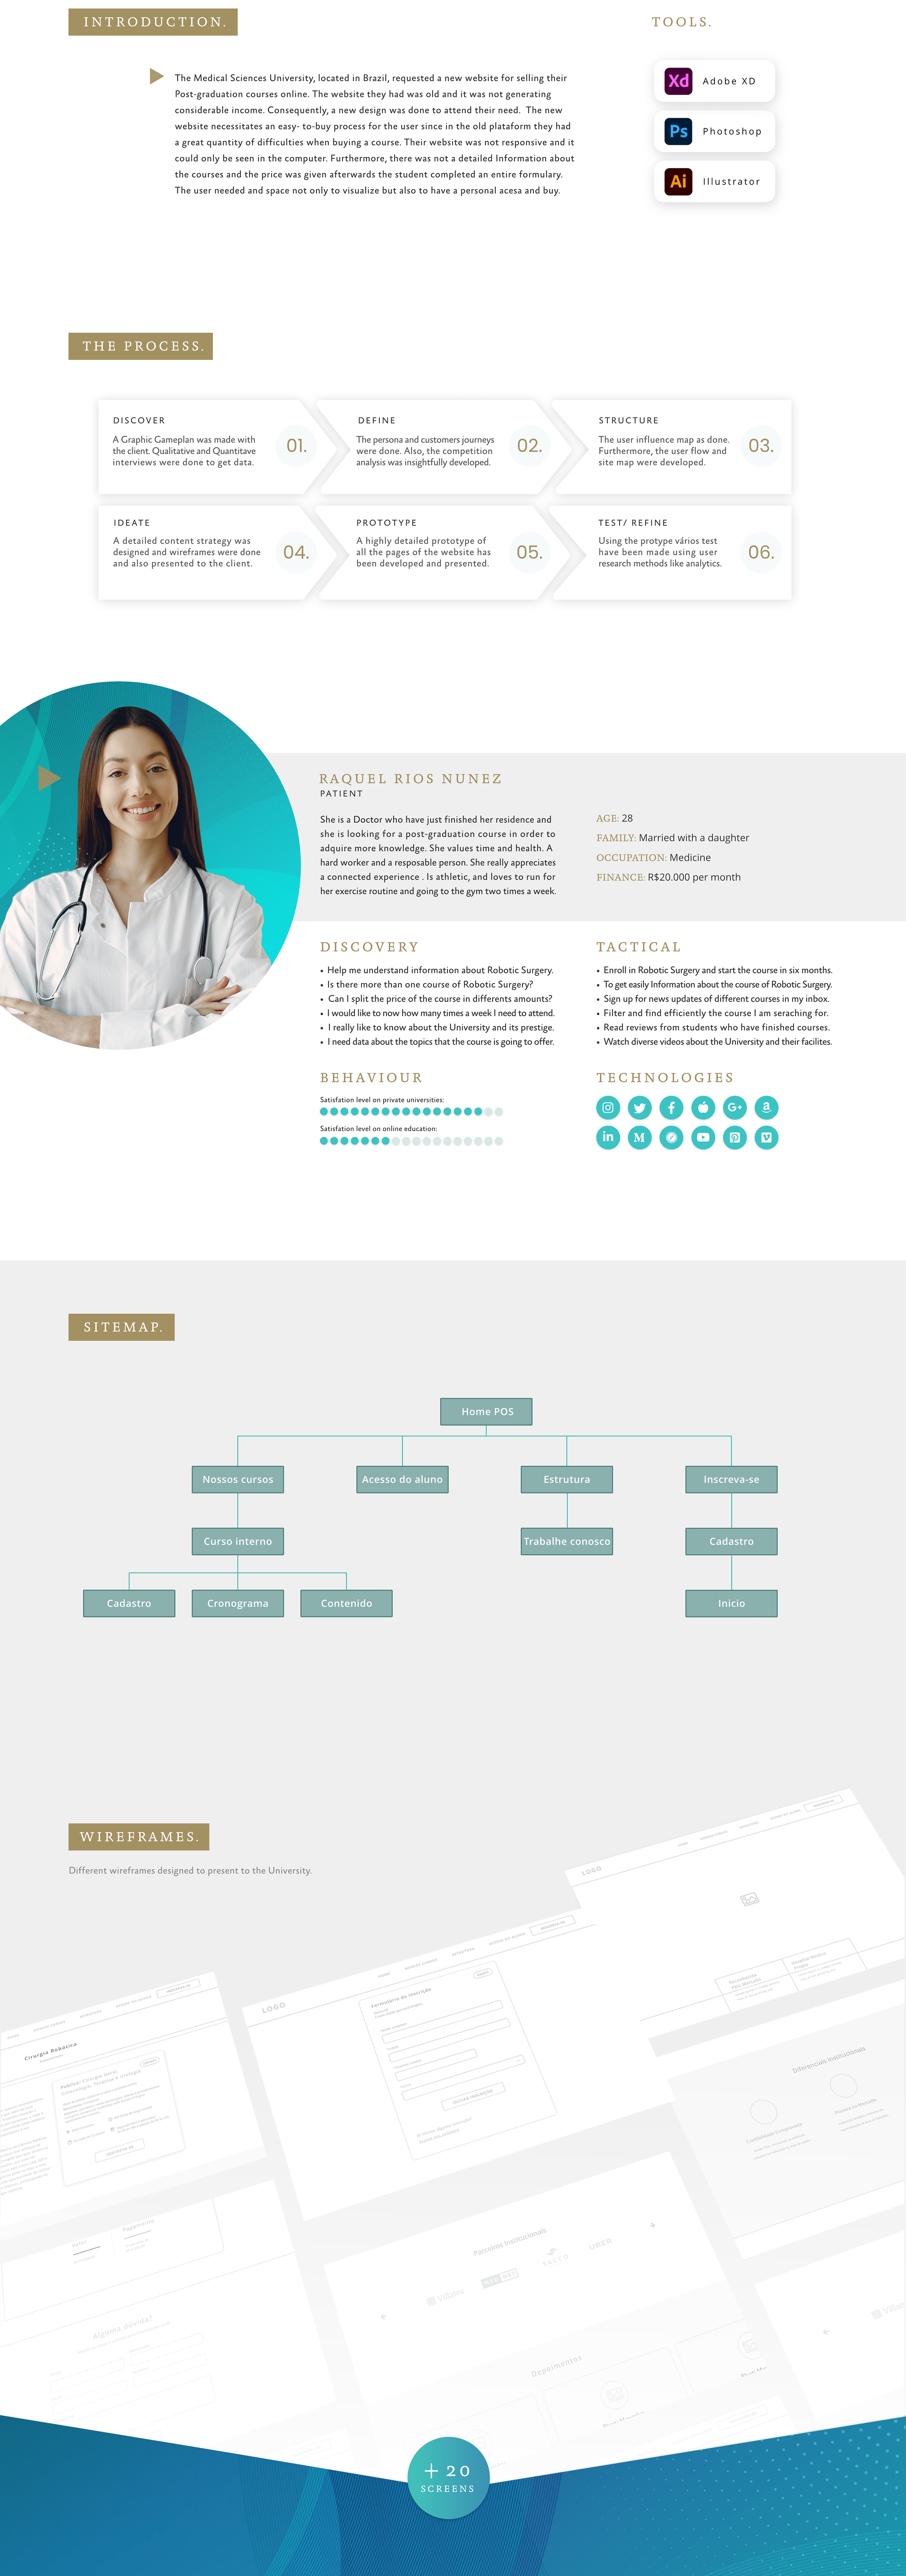 INTRODUCTION.
TOOLS.
The Medical Sciences University, located in Brazil, requested a new website for selling their
Post-graduation courses online. The website they had was old and it was not generating
considerable income. Consequently, a new design was done to attend their need. The new
website necessitates an easy- to-buy process for the user since in the old plataform they had
a great quantity of difficulties when buying a course. Their website was not responsive and it
could only be seen in the computer. Furthermore, there was not a detailed Information about
the courses and the price was given afterwards the student completed an entire formulary.
The user needed and space not only to visualize but also to have a personal acesa and buy.
Xd Adobe XD
Ps Photoshop
Ai Illustrator
THE PROCESS.
DISCOVER
A Graphic Gameplan was made with
the client. Qualitative and Quantitave
interviews were done to get data.
01.
DEFINE
The persona and customers journeys
were done. Also, the competition
analysis was insightfully developed.
02.
STRUCTURE
The user influence map as done.
Furthermore, the user flow and
site map were developed.
03.
IDEATE
A detailed content strategy was
designed and wireframes were done
and also presented to the client.
04.
PROTOTYPE
A highly detailed prototype of
all the pages of the website has
been developed and presented.
05.
TEST/ REFINE
Using the protype vários test
have been made using user
research methods like analytics.
06.
RAQUEL RIOS NUNEZ
PATIENT
She is a Doctor who have just finished her residence and
she is looking for a post-graduation course in order to
adquire more knowledge. She values time and health. A
hard worker and a resposable person. She really appreciates
a connected experience . Is athletic, and loves to run for
her exercise routine and going to the gym two times a week.
AGE: 28
FAMILY: Married with a daughter
OCCUPATION: Medicine
FINANCE: R$20.000 per month
DISCOVERY
• Help me understand information about Robotic Surgery.
• Is there more than one course of Robotic Surgery?
• Can I split the price of the course in differents amounts?
• I would like to now how many times a week I need to attend.
• I really like to know about the University and its prestige.
• I need data about the topics that the course is going to offer.
TACTICAL
• Enroll in Robotic Surgery and start the course in six months.
• To get easily Information about the course of Robotic Surgery.
• Sign up for news updates of different courses in my inbox.
• Filter and find efficiently the course I am seraching for.
• Read reviews from students who have finished courses.
• Watch diverse videos about the University and their facilites.
BEHAVIOUR
Satisfation level on private universities:
Satisfation level on online education:
TECHNOLOGIES
SITEMAP.
Home POS
Nossos cursos
Acesso do aluno
Estrutura
Inscreva-se
Curso interno
Trabalhe conosco
Cadastro
Cadastro
Cronograma
Contenido
Inicio
WIREFRAMES.
Different wireframes designed to present to the University.
LOGO
LOGO
Formulário de inscrição
Cirurgia Robótica
Diferenciais Institucionais
Pagamento
Parceiros Institucionais
UBER
Alguma dúvida?
Depoimentos
+ 20
SCREENS